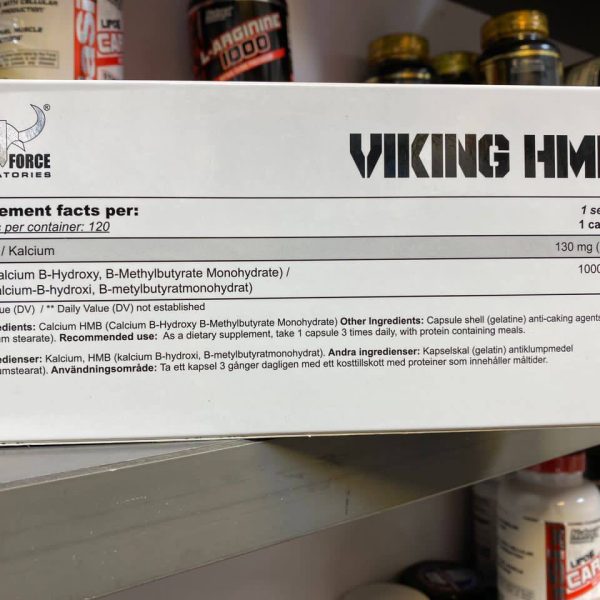 L-ARGININE
1000
FORCE
ATORIES
®
VIKING HM
ement facts per:
1 se
s per container: 120
1 ca
/ Kalcium
130 mg (
alcium B-Hydroxy, B-Methylbutyrate Monohydrate) /
1000
alcium-B-hydroxi, B-metylbutyratmonohydrat)
ue (DV) / ** Daily Value (DV) not established
edients: Calcium HMB (Calcium B-Hydroxy B-Methylbutyrate Monohydrate) Other Ingredients: Capsule shell (gelatine) anti-caking agents
um stearate). Recommended use: As a dietary supplement, take 1 capsule 3 times daily, with protein containing meals.
edienser: Kalcium, HMB (kalcium B-hydroxi, B-metylbutyratmonohydrat). Andra ingredienser: Kapselskal (gelatin) antiklumpmedel
umstearat). Användningsområde: Ta ett kapsel 3 gånger dagligen med ett kosttillskott med proteiner som innehåller måltider.
LIPO6
CAR